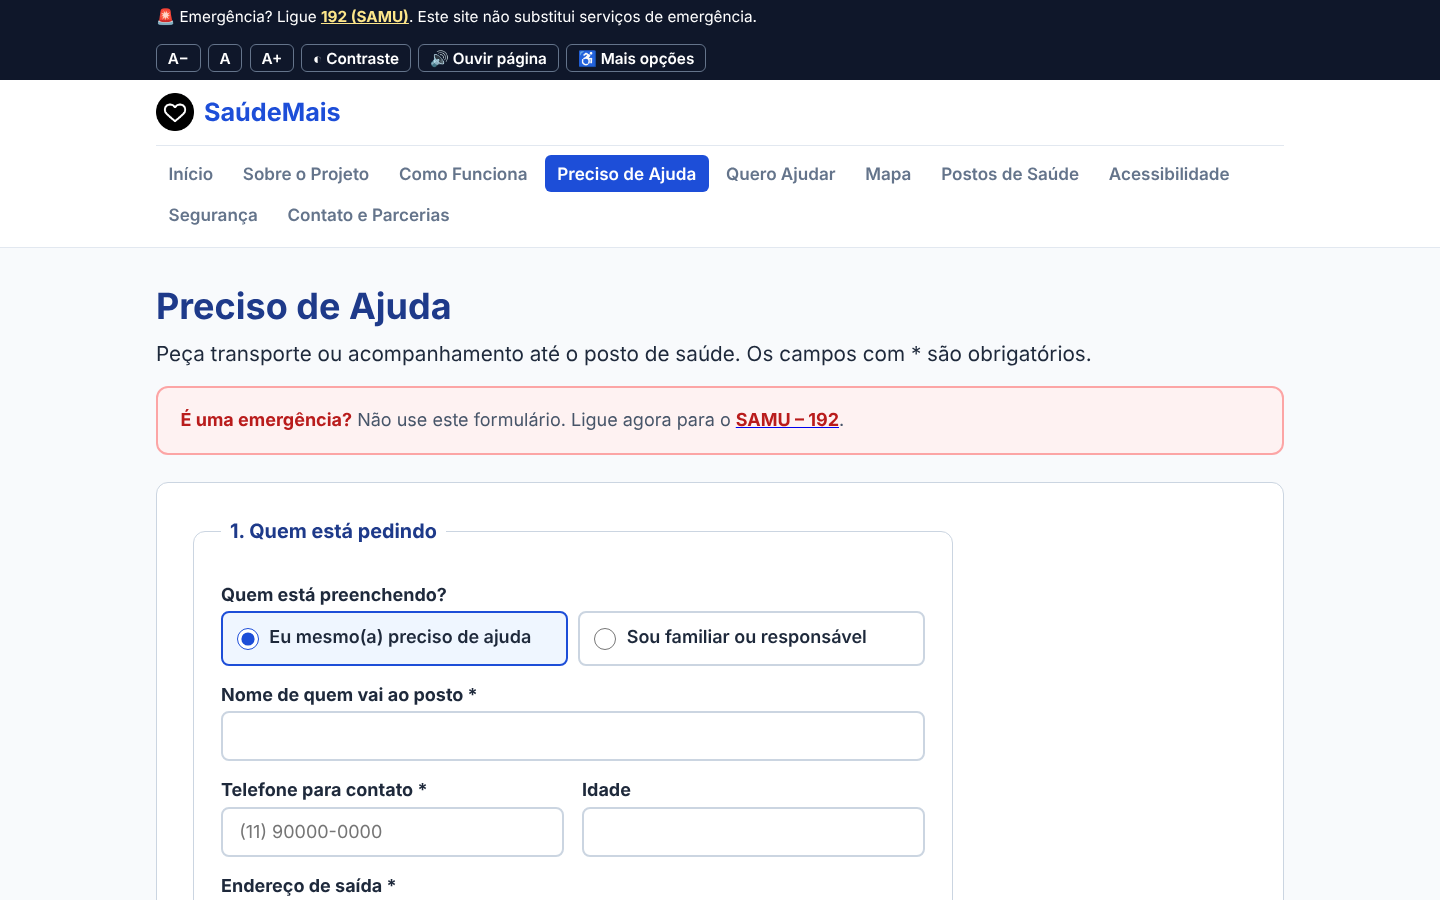 🚨 Emergência? Ligue 192 (SAMU). Este site não substitui serviços de emergência.
A− A A+ Contraste 🔊 Ouvir página ♿ Mais opções
SaúdeMais
Início Sobre o Projeto Como Funciona Preciso de Ajuda Quero Ajudar Mapa Postos de Saúde Acessibilidade
Segurança Contato e Parcerias
Preciso de Ajuda
Peça transporte ou acompanhamento até o posto de saúde. Os campos com * são obrigatórios.
É uma emergência? Não use este formulário. Ligue agora para o SAMU – 192.
1. Quem está pedindo
Quem está preenchendo?
Eu mesmo(a) preciso de ajuda Sou familiar ou responsável
Nome de quem vai ao posto *
Telefone para contato * Idade
(11) 90000-0000
Endereço de saída *